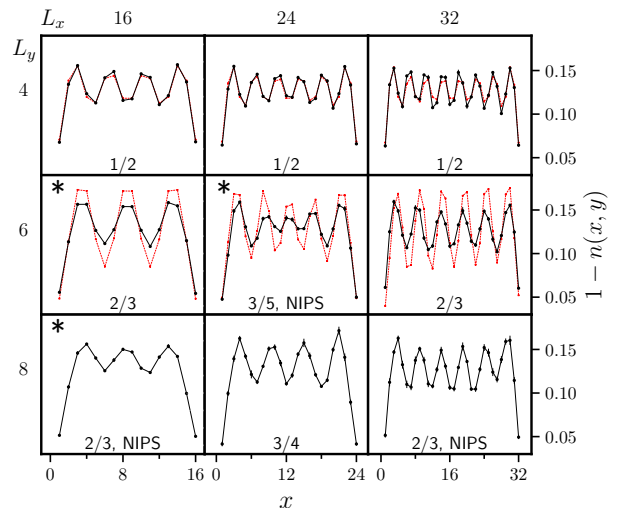 Lx 16 24 32
Ly
4
0.15
0.10
0.05
1/2 1/2 1/2
* *
6
0.15
0.10
0.05
1 − n(x, y)
2/3 3/5, NIPS 2/3
*
8
0.15
0.10
0.05
2/3, NIPS 3/4 2/3, NIPS
0 8 16 0 12 24 0 16 32
x